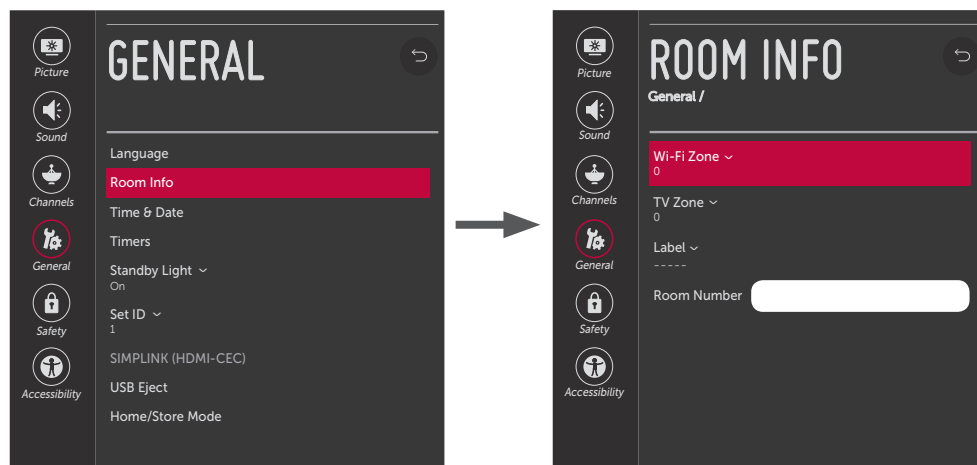 GENERAL
Picture
Sound
Channels
General
Safety
Accessibility
Language
Room Info
Time & Date
Timers
Standby Light
On
Set ID
1
SIMPLINK (HDMI-CEC)
USB Eject
Home/Store Mode
ROOM INFO
General /
Picture
Sound
Channels
General
Safety
Accessibility
Wi-Fi Zone
0
TV Zone
0
Label
-----
Room Number